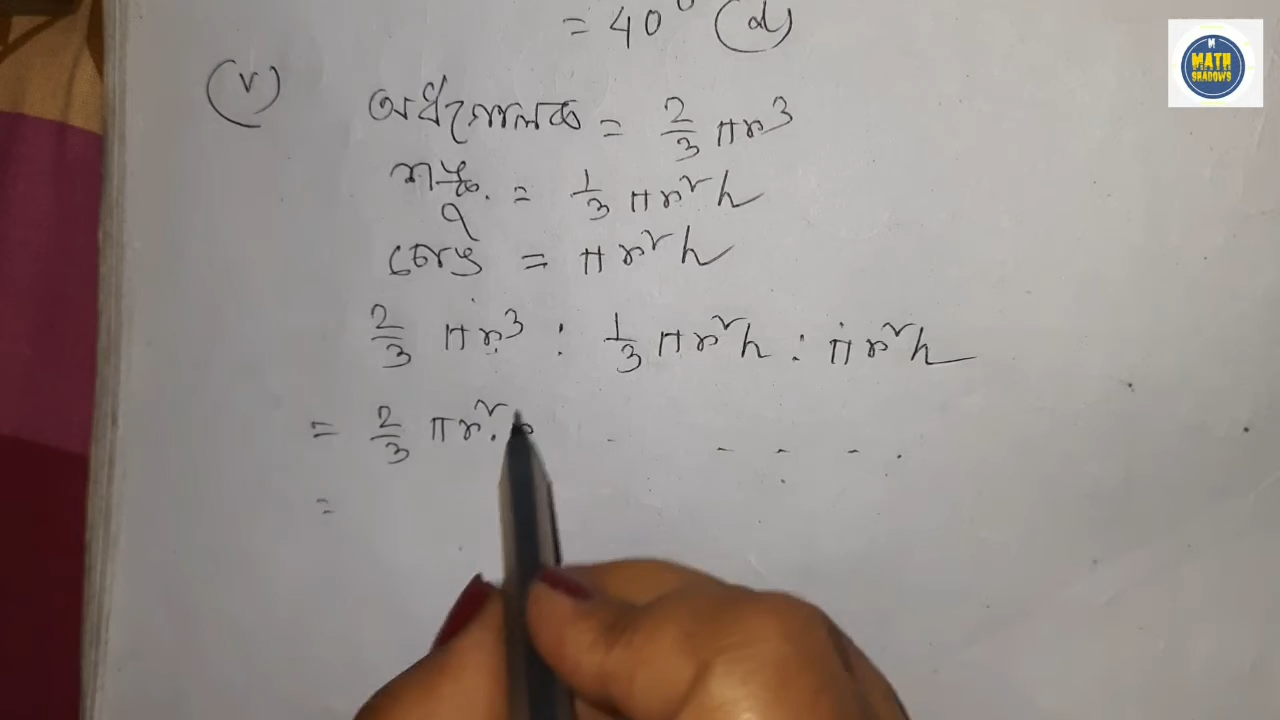 = 40° (d)
M
MATH
SHADOWS
(v)
অর্ধগোলক = 2/3 πr³
শঙ্কু = 1/3 πr²h
চোঙ = πr²h
2/3 πr³ : 1/3 πr²h : πr²h
= 2/3 πr².
=